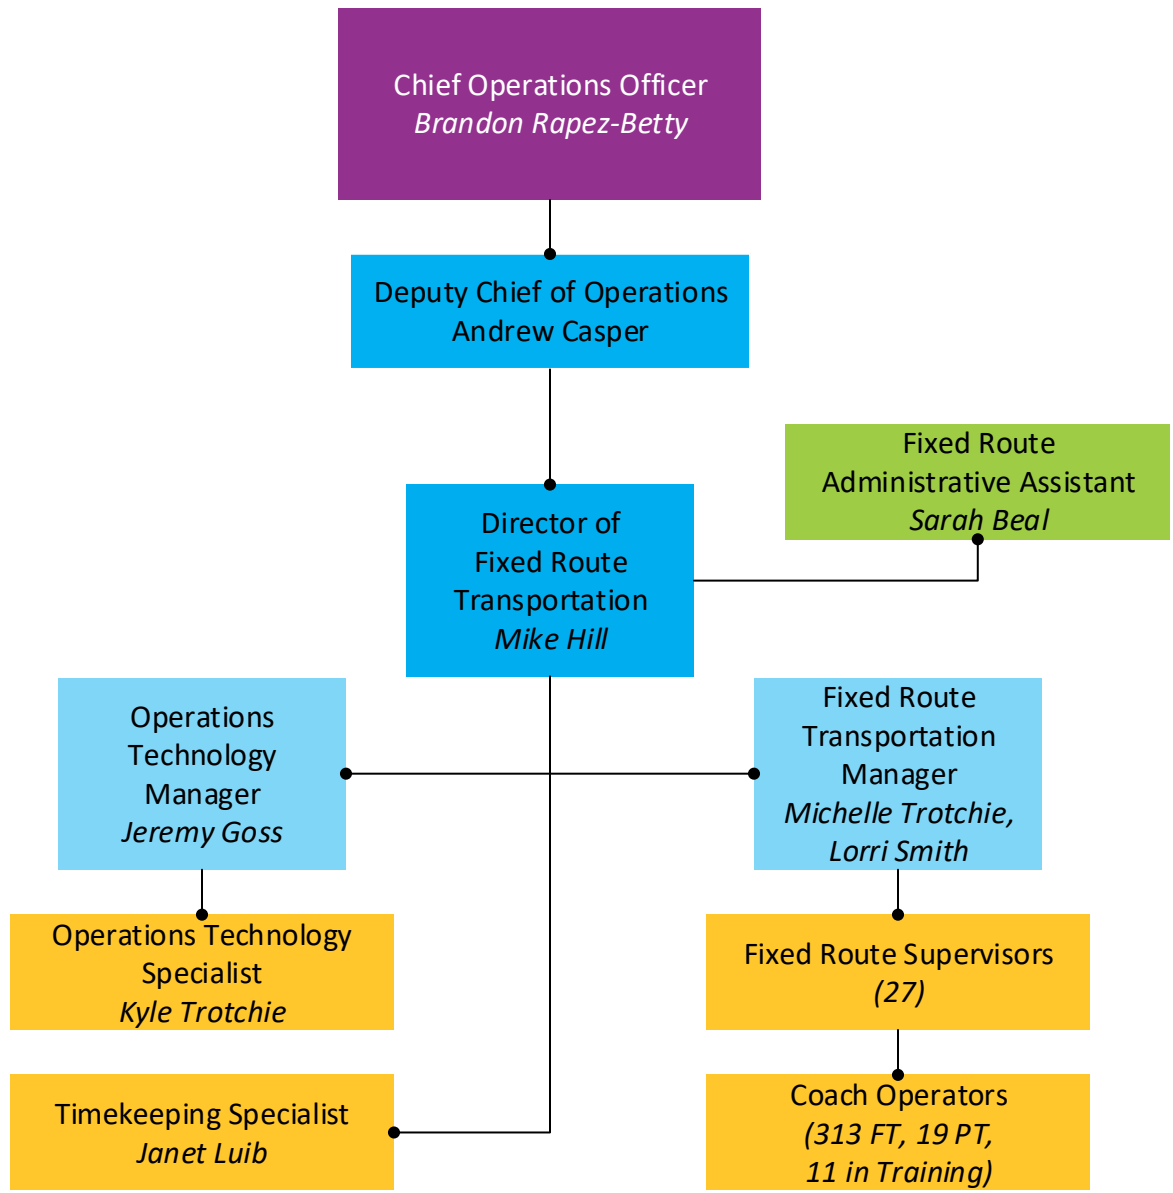 Chief Operations Officer
Brandon Rapez-Betty
Deputy Chief of Operations
Andrew Casper
Fixed Route
Administrative Assistant
Sarah Beal
Director of
Fixed Route
Transportation
Mike Hill
Operations
Technology
Manager
Jeremy Goss
Fixed Route
Transportation
Manager
Michelle Trotchie,
Lorri Smith
Operations Technology
Specialist
Kyle Trotchie
Fixed Route Supervisors
(27)
Timekeeping Specialist
Janet Luib
Coach Operators
(313 FT, 19 PT,
11 in Training)